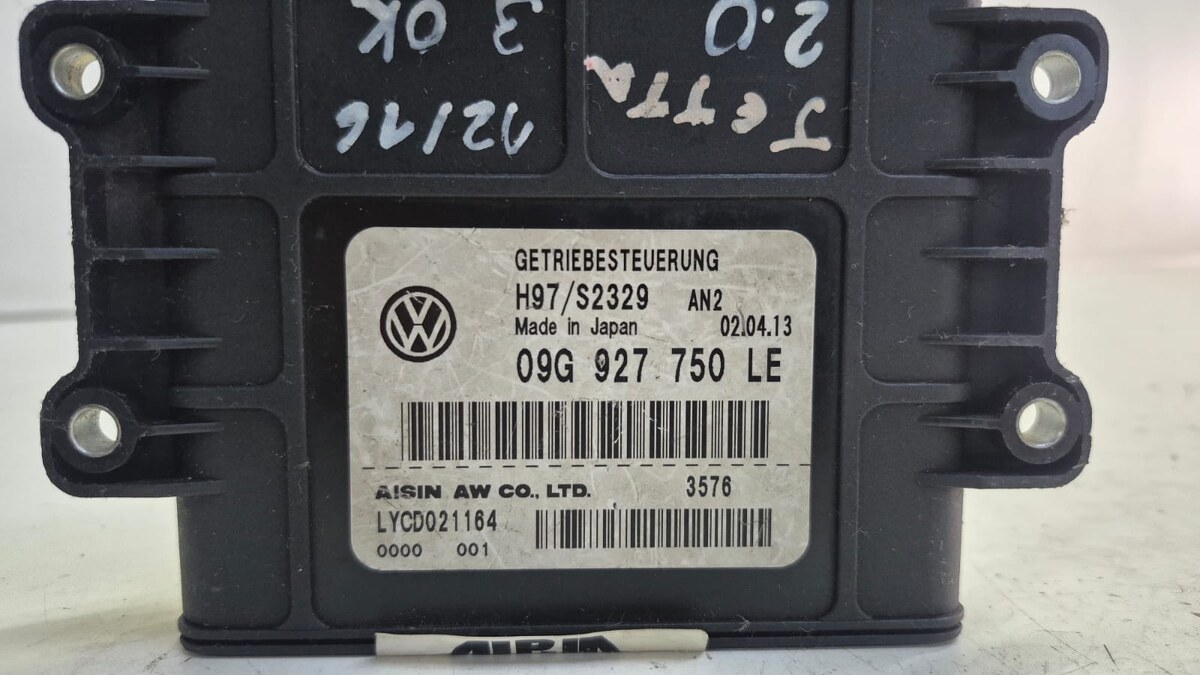 2.0
JETTA
3 OK
12/16
GETRIEBESTEUERUNG
H97/S2329 AN2
Made in Japan 02.04.13
09G 927 750 LE
AISIN AW CO., LTD. 3576
LYCD021164
0000 001